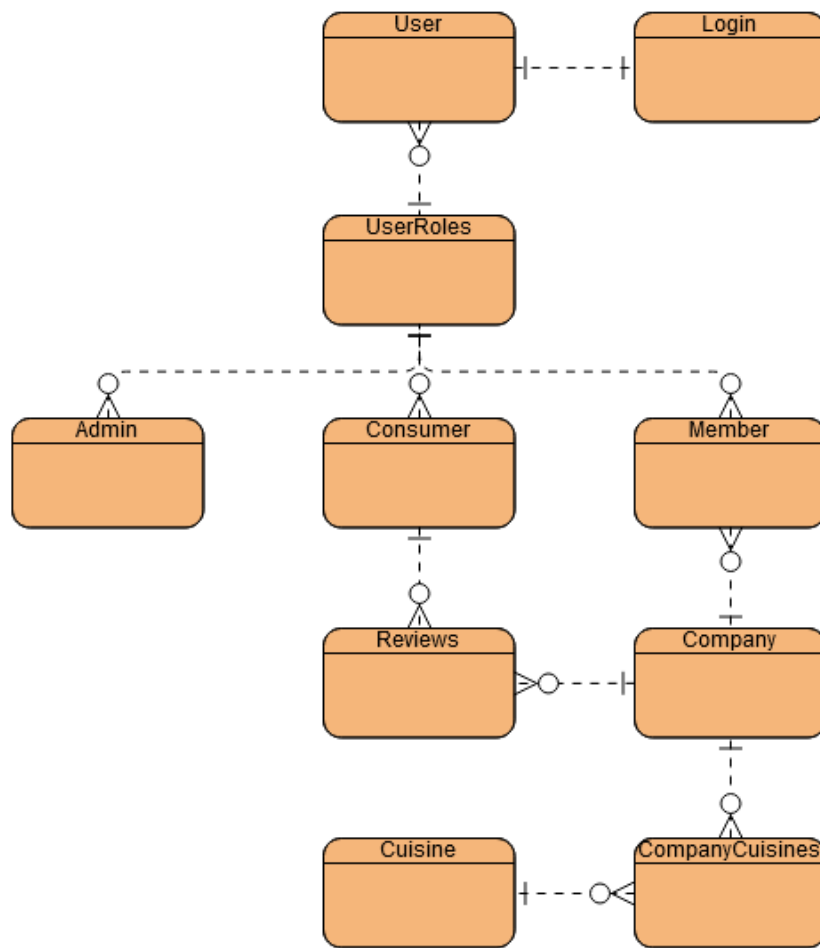 User
Login
UserRoles
Admin
Consumer
Member
Reviews
Company
Cuisine
CompanyCuisines